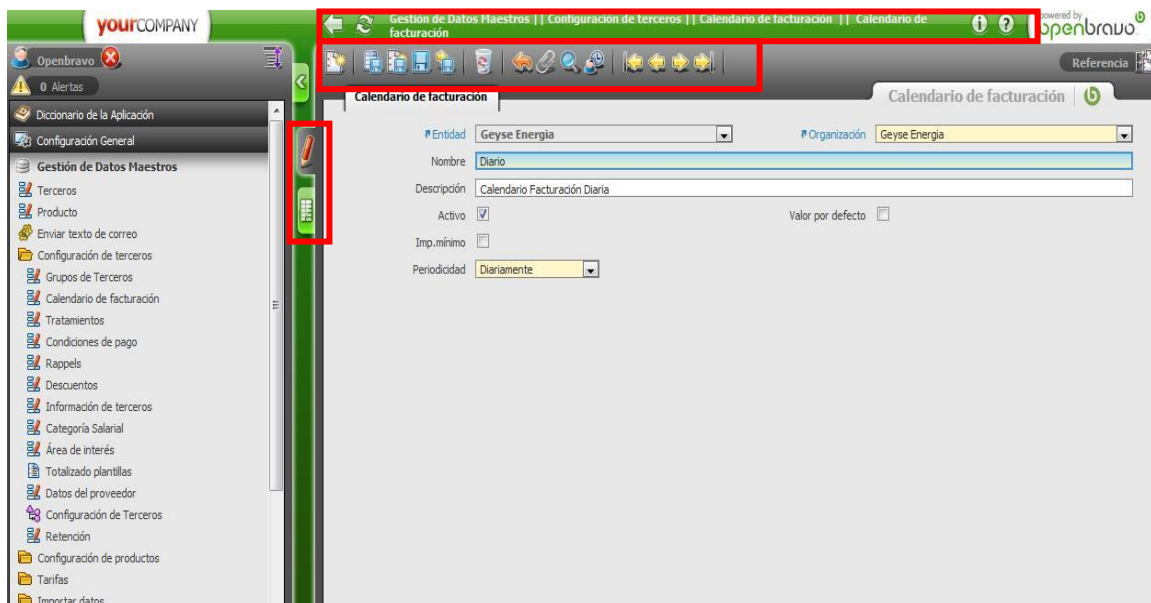 yourCOMPANY
Gestión de Datos Maestros || Configuración de terceros || Calendario de facturación || Calendario de
facturación
powered by
openbravo
Openbravo
0 Alertas
Referencia
Diccionario de la Aplicación
Configuración General
Gestión de Datos Maestros
Terceros
Producto
Enviar texto de correo
Configuración de terceros
Grupos de Terceros
Calendario de facturación
Tratamientos
Condiciones de pago
Rappels
Descuentos
Información de terceros
Categoría Salarial
Área de interés
Totalizado plantillas
Datos del proveedor
Configuración de Terceros
Retención
Configuración de productos
Tarifas
Importar datos
Calendario de facturación
Calendario de facturación
Entidad Geyse Energia Organización Geyse Energia
Nombre Diario
Descripción Calendario Facturación Diaria
Activo Valor por defecto
Imp.mínimo
Periodicidad Diariamente